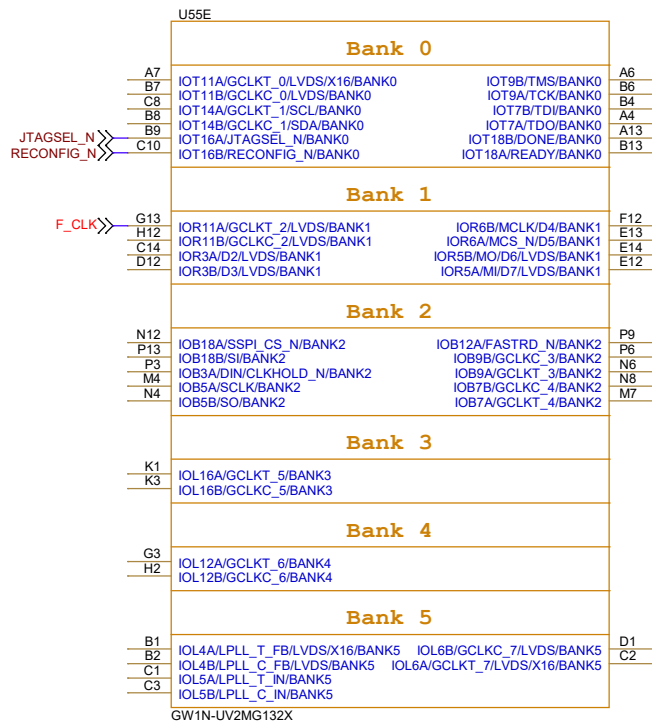 U55E
Bank 0
A7 IOT11A/GCLKT_0/LVDS/X16/BANK0 IOT9B/TMS/BANK0 A6
B7 IOT11B/GCLKC_0/LVDS/BANK0 IOT9A/TCK/BANK0 B6
C8 IOT14A/GCLKT_1/SCL/BANK0 IOT7B/TDI/BANK0 B4
B8 IOT14B/GCLKC_1/SDA/BANK0 IOT7A/TDO/BANK0 A4
JTAGSEL_N B9 IOT16A/JTAGSEL_N/BANK0 IOT18B/DONE/BANK0 A13
RECONFIG_N C10 IOT16B/RECONFIG_N/BANK0 IOT18A/READY/BANK0 B13
Bank 1
F_CLK G13 IOR11A/GCLKT_2/LVDS/BANK1 IOR6B/MCLK/D4/BANK1 F12
H12 IOR11B/GCLKC_2/LVDS/BANK1 IOR6A/MCS_N/D5/BANK1 E13
C14 IOR3A/D2/LVDS/BANK1 IOR5B/MO/D6/LVDS/BANK1 E14
D12 IOR3B/D3/LVDS/BANK1 IOR5A/MI/D7/LVDS/BANK1 E12
Bank 2
N12 IOB18A/SSPI_CS_N/BANK2 IOB12A/FASTRD_N/BANK2 P9
P13 IOB18B/SI/BANK2 IOB9B/GCLKC_3/BANK2 P6
P3 IOB3A/DIN/CLKHOLD_N/BANK2 IOB9A/GCLKT_3/BANK2 N6
M4 IOB5A/SCLK/BANK2 IOB7B/GCLKC_4/BANK2 N8
N4 IOB5B/SO/BANK2 IOB7A/GCLKT_4/BANK2 M7
Bank 3
K1 IOL16A/GCLKT_5/BANK3
K3 IOL16B/GCLKC_5/BANK3
Bank 4
G3 IOL12A/GCLKT_6/BANK4
H2 IOL12B/GCLKC_6/BANK4
Bank 5
B1 IOL4A/LPLL_T_FB/LVDS/X16/BANK5 IOL6B/GCLKC_7/LVDS/BANK5 D1
B2 IOL4B/LPLL_C_FB/LVDS/BANK5 IOL6A/GCLKT_7/LVDS/X16/BANK5 C2
C1 IOL5A/LPLL_T_IN/BANK5
C3 IOL5B/LPLL_C_IN/BANK5
GW1N-UV2MG132X